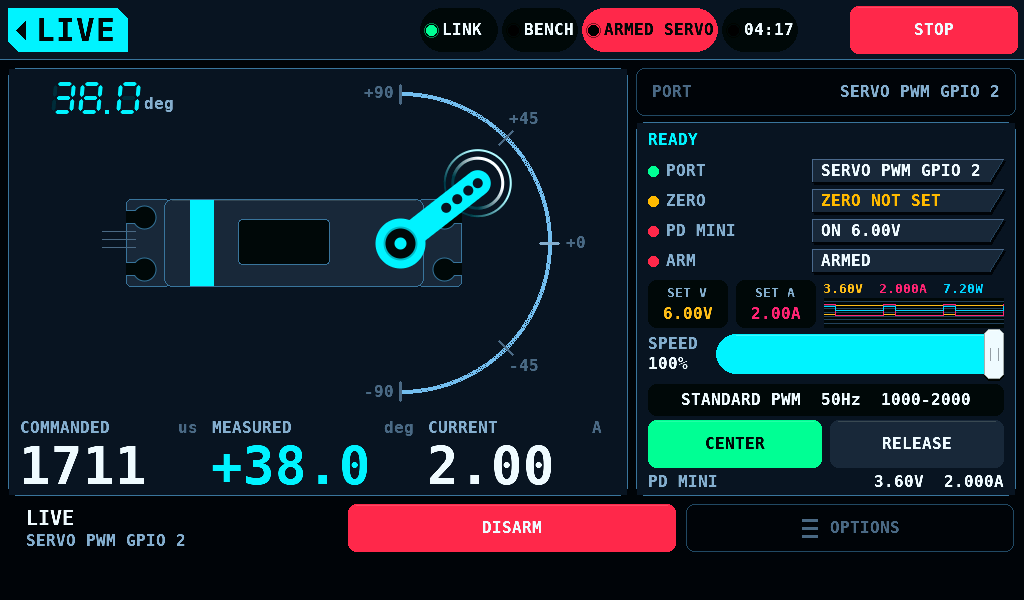 LIVE
LINK
BENCH
ARMED SERVO
04:17
STOP
38.0 deg
+90
+45
+0
-45
-90
COMMANDED us
1711
MEASURED deg
+38.0
CURRENT A
2.00
PORT SERVO PWM GPIO 2
READY
PORT SERVO PWM GPIO 2
ZERO ZERO NOT SET
PD MINI ON 6.00V
ARM ARMED
SET V
6.00V
SET A
2.00A
3.60V 2.000A 7.20W
SPEED
100%
STANDARD PWM 50Hz 1000-2000
CENTER
RELEASE
PD MINI 3.60V 2.000A
LIVE
SERVO PWM GPIO 2
DISARM
OPTIONS